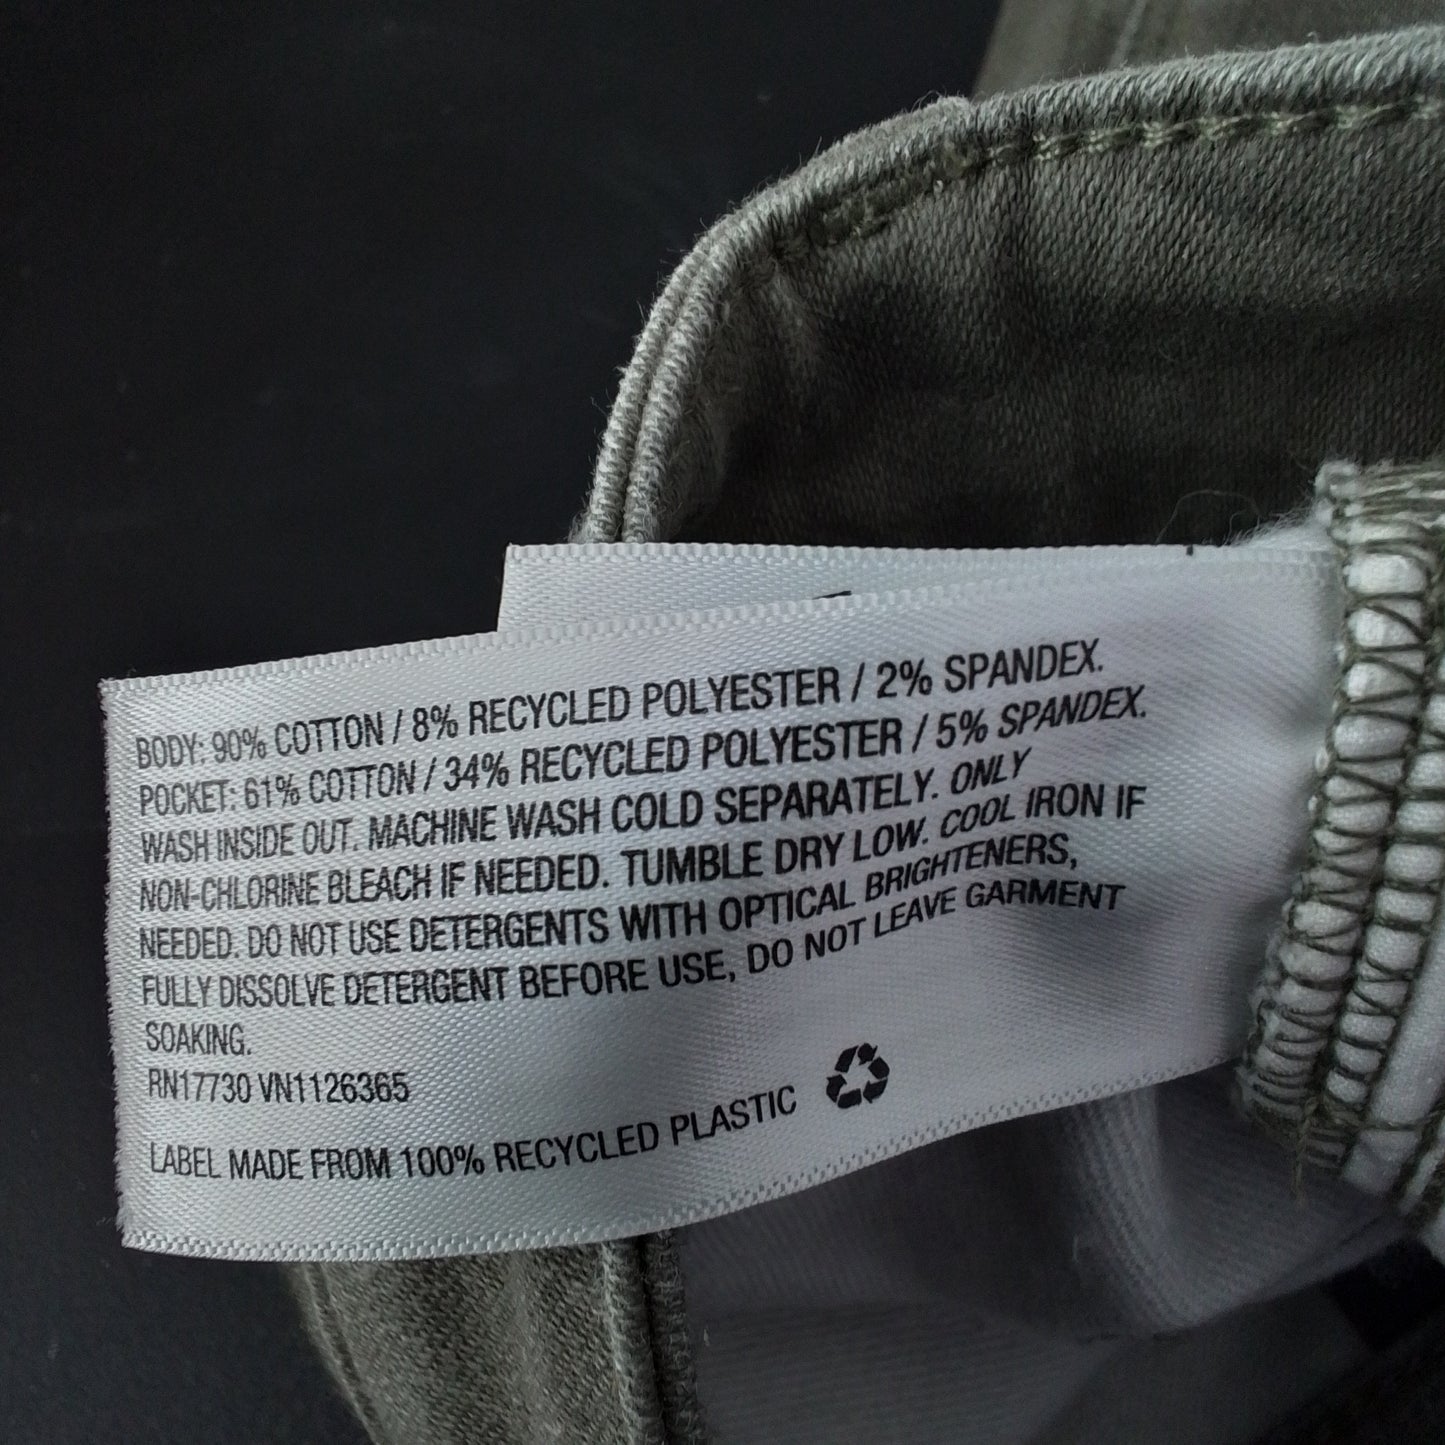 BODY: 90% COTTON / 8% RECYCLED POLYESTER / 2% SPANDEX.
POCKET: 61% COTTON / 34% RECYCLED POLYESTER / 5% SPANDEX.
WASH INSIDE OUT. MACHINE WASH COLD SEPARATELY. ONLY
NON-CHLORINE BLEACH IF NEEDED. TUMBLE DRY LOW. COOL IRON IF
NEEDED. DO NOT USE DETERGENTS WITH OPTICAL BRIGHTENERS,
FULLY DISSOLVE DETERGENT BEFORE USE, DO NOT LEAVE GARMENT
SOAKING.
RN17730 VN1126365
LABEL MADE FROM 100% RECYCLED PLASTIC